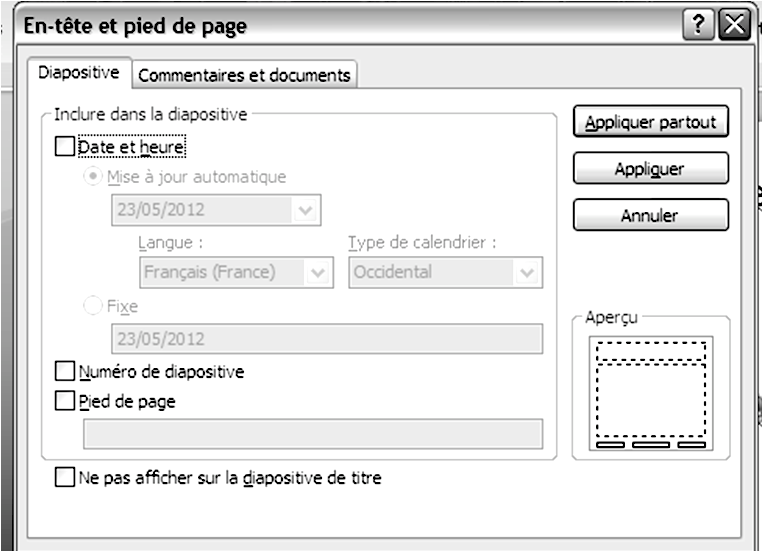 En-tête et pied de page
Diapositive
Commentaires et documents
Inclure dans la diapositive
Date et heure
Mise à jour automatique
23/05/2012
Langue :
Type de calendrier :
Français (France)
Occidental
Fixe
23/05/2012
Numéro de diapositive
Pied de page
Ne pas afficher sur la diapositive de titre
Appliquer partout
Appliquer
Annuler
Aperçu